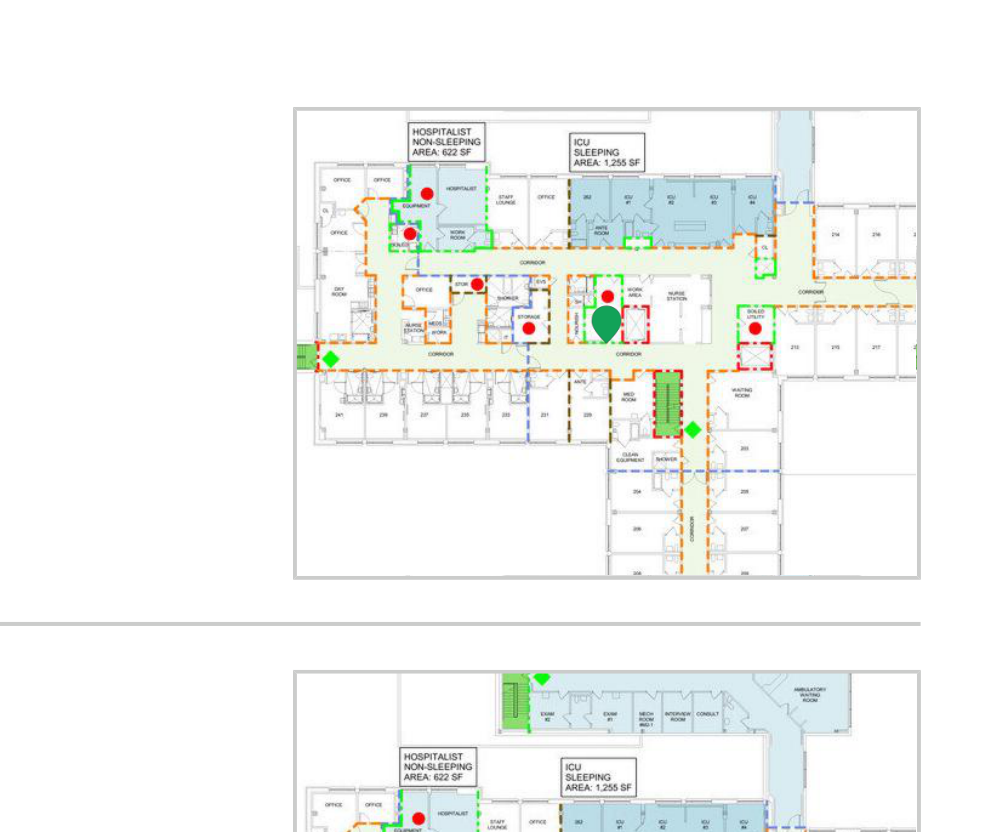 HOSPITALIST
NON-SLEEPING
AREA: 622 SF
ICU
SLEEPING
AREA: 1,255 SF
OFFICE
OFFICE
HOSPITALIST
EQUIPMENT
STAFF
LOUNGE
OFFICE
ICU
#1
ICU
#2
ICU
#3
ICU
#4
CL
OFFICE
WORK
ROOM
ANTE
ROOM
214
216
CL
CORRIDOR
DAY
ROOM
OFFICE
STOR
EVS
SHOWER
WORK
AREA
NURSE
STATION
CORRIDOR
STORAGE
SOILED
UTILITY
NURSE
STATION
MEDS
WORK
NOURISH
CORRIDOR
CORRIDOR
213
215
217
ANTE
MED
ROOM
WAITING
ROOM
241
237
235
233
231
229
CLEAN
EQUIPMENT
SHOWER
203
204
205
206
207
CORRIDOR
AMBULATORY
WAITING
ROOM
EXAM
#2
EXAM
#1
MECH
ROOM
INTERVIEW
ROOM
CONSULT
HOSPITALIST
NON-SLEEPING
AREA: 622 SF
ICU
SLEEPING
AREA: 1,255 SF
OFFICE
OFFICE
HOSPITALIST
EQUIPMENT
STAFF
LOUNGE
OFFICE
ICU
#1
ICU
#2
ICU
#3
ICU
#4